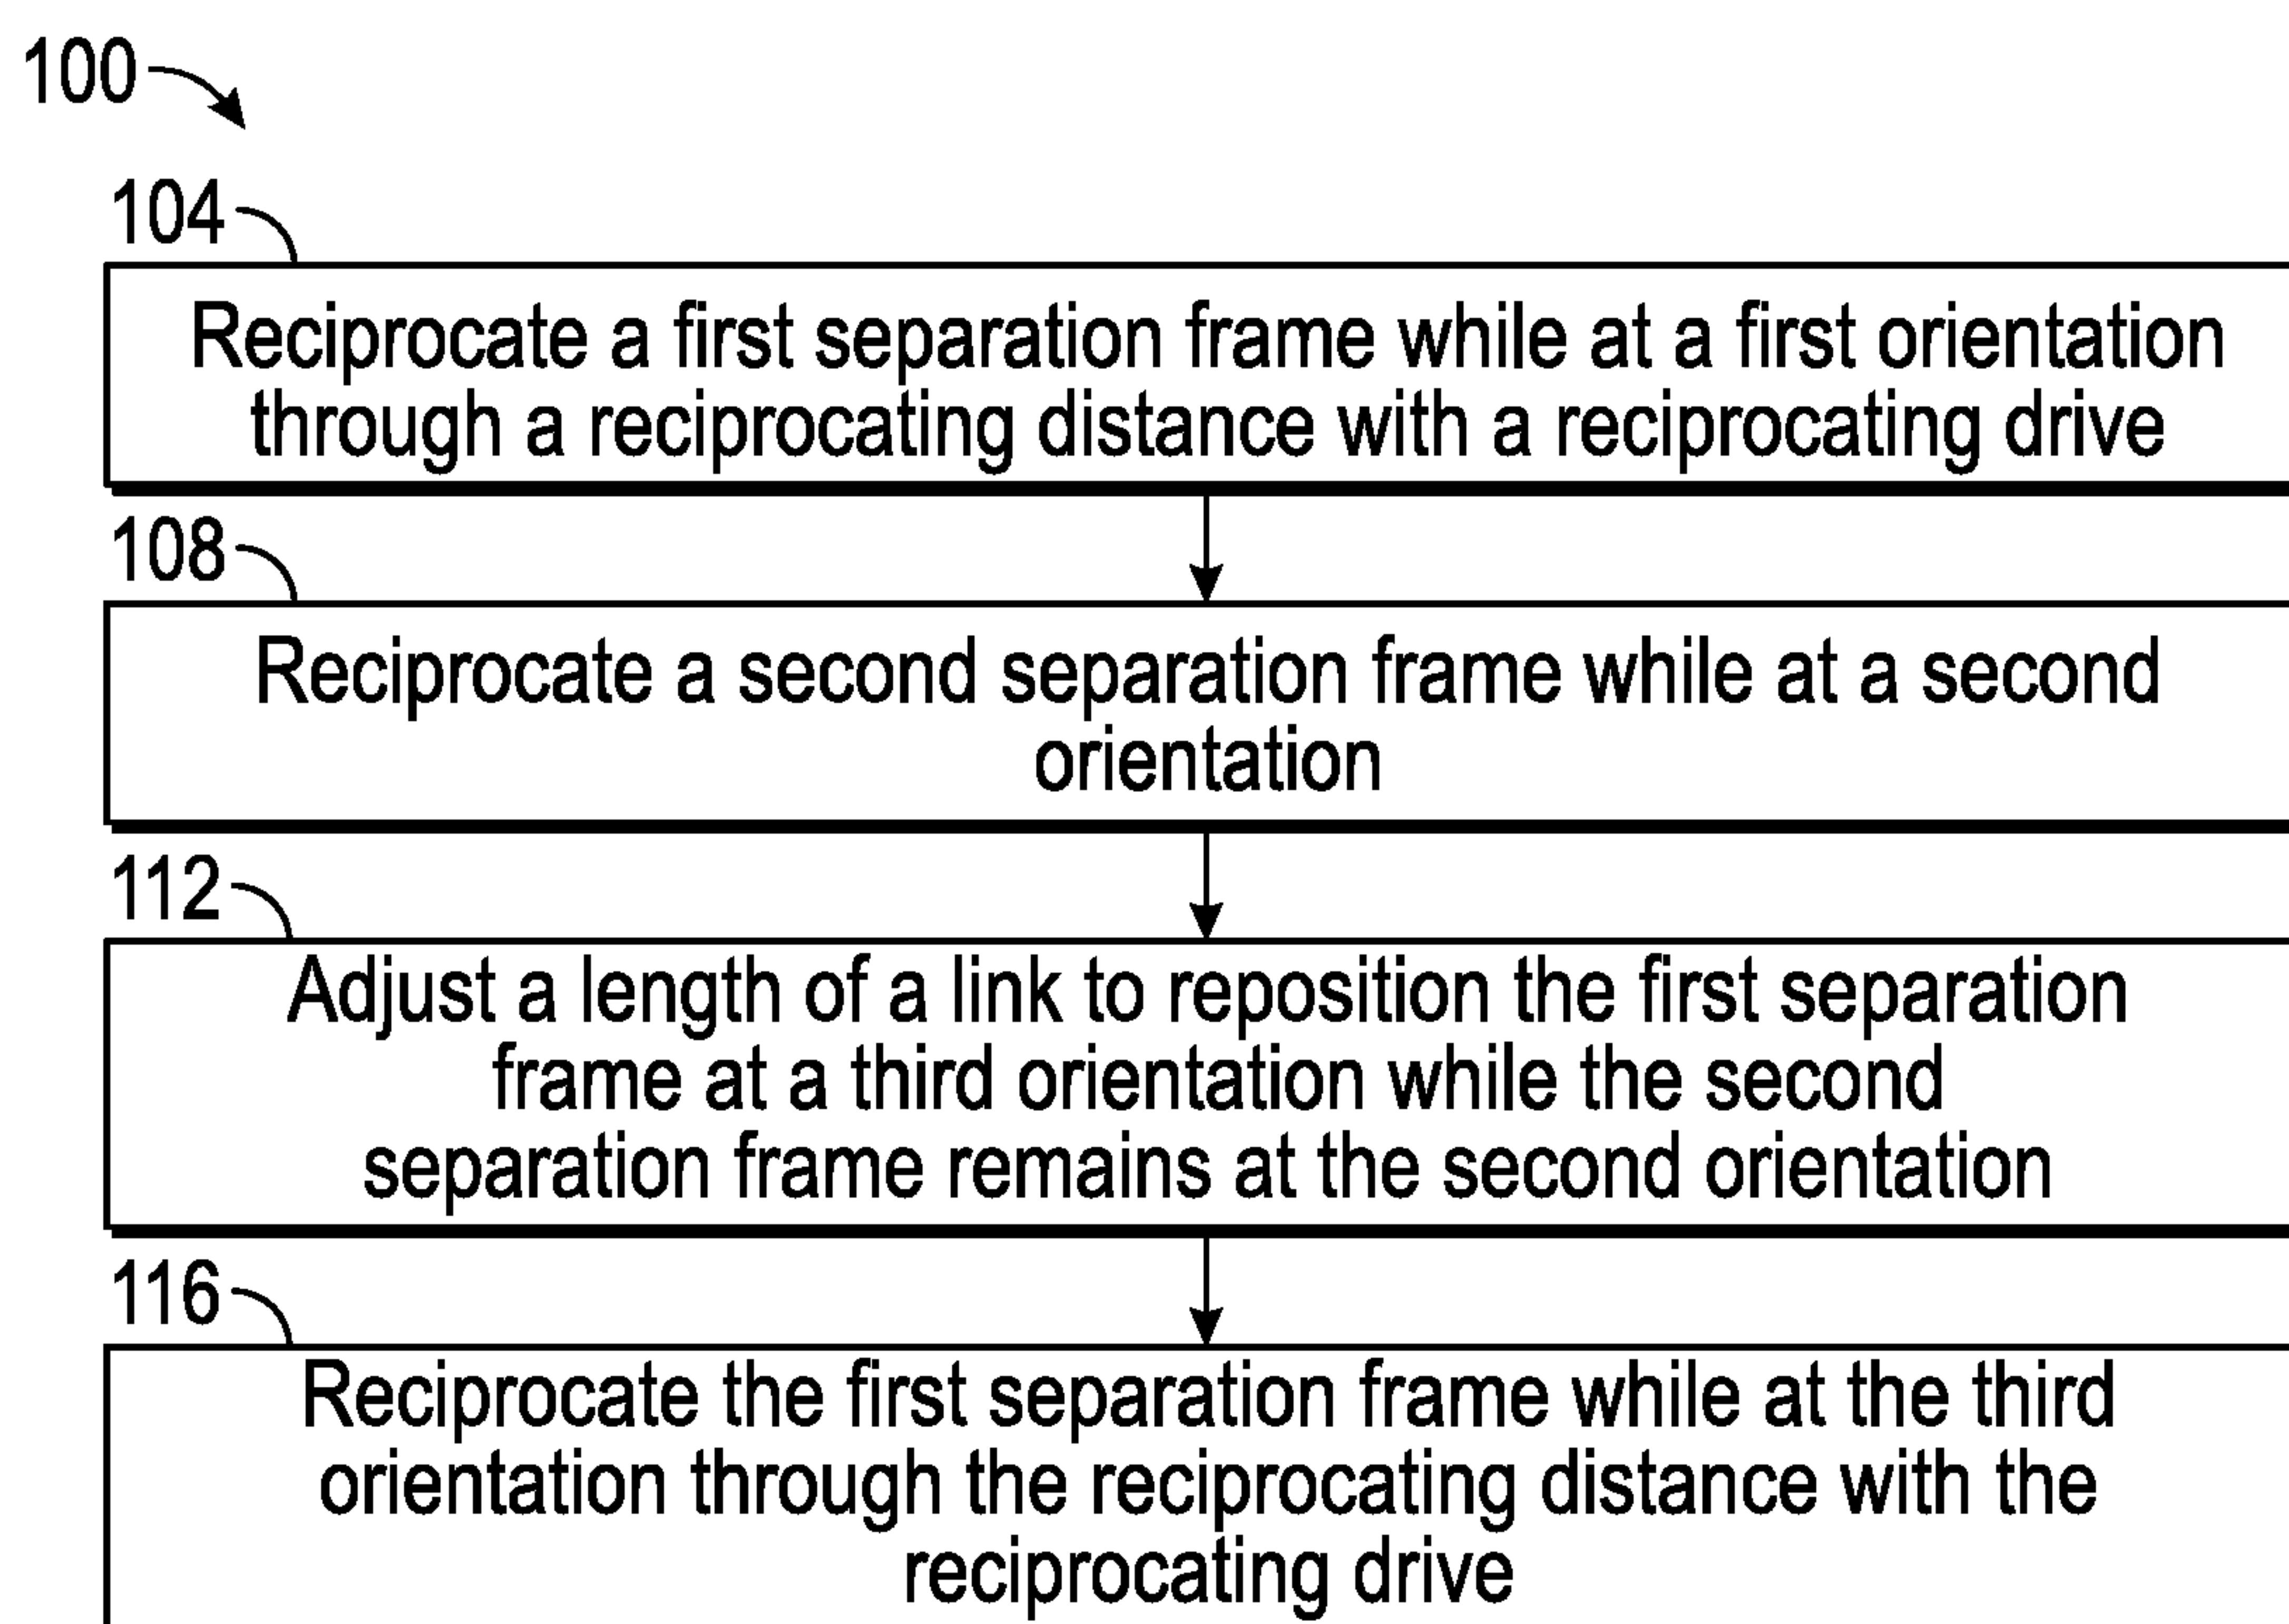 100
104
Reciprocate a first separation frame while at a first orientation
through a reciprocating distance with a reciprocating drive
108
Reciprocate a second separation frame while at a second
orientation
112
Adjust a length of a link to reposition the first separation
frame at a third orientation while the second
separation frame remains at the second orientation
116
Reciprocate the first separation frame while at the third
orientation through the reciprocating distance with the
reciprocating drive